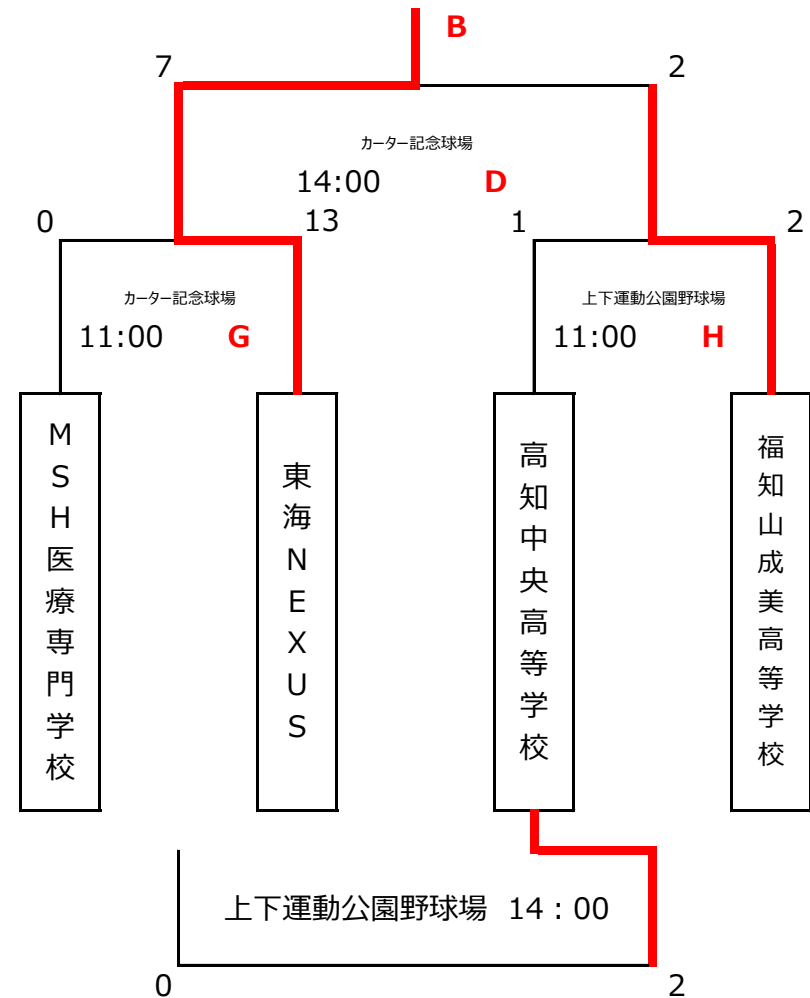 B
7
2
カーター記念球場
14:00 D
0
13
1
2
カーター記念球場
11:00 G
上下運動公園野球場
11:00 H
MSH医療専門学校
東海NEXUS
高知中央高等学校
福知山成美高等学校
上下運動公園野球場 14：00
0
2